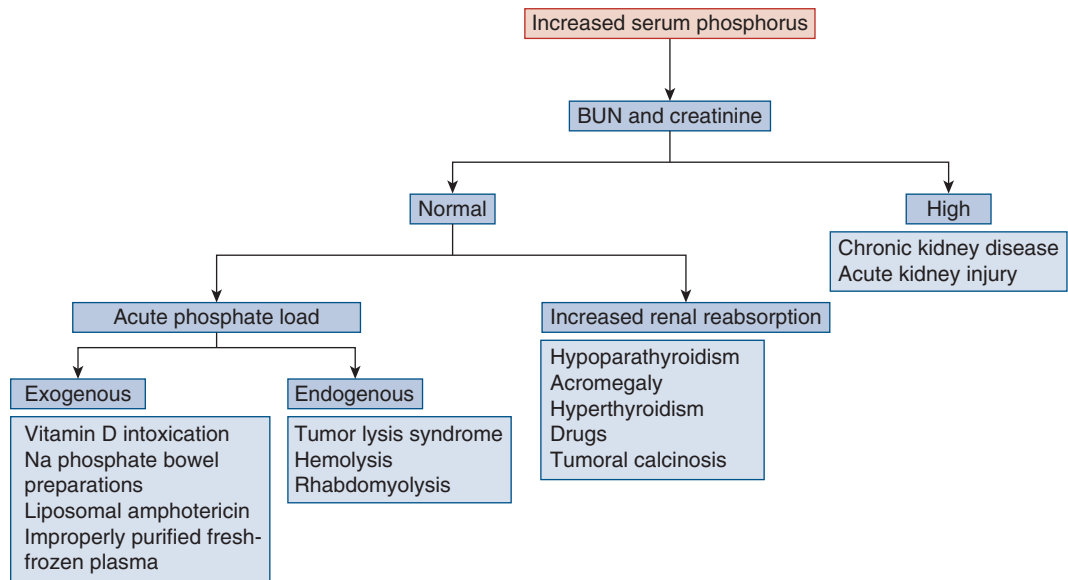 Increased serum phosphorus
BUN and creatinine
Normal
High
Chronic kidney disease
Acute kidney injury
Acute phosphate load
Increased renal reabsorption
Exogenous
Vitamin D intoxication
Na phosphate bowel
preparations
Liposomal amphotericin
Improperly purified fresh-
frozen plasma
Endogenous
Tumor lysis syndrome
Hemolysis
Rhabdomyolysis
Hypoparathyroidism
Acromegaly
Hyperthyroidism
Drugs
Tumoral calcinosis